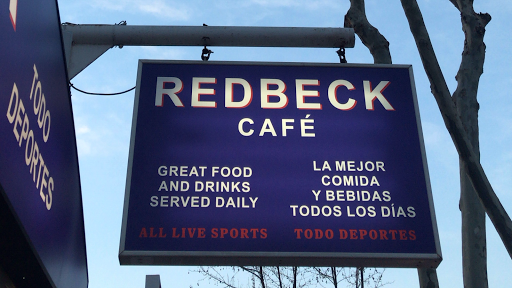 TODO
DEPORTES
REDBECK
CAFÉ
GREAT FOOD
AND DRINKS
SERVED DAILY
LA MEJOR
COMIDA
Y BEBIDAS
TODOS LOS DÍAS
ALL LIVE SPORTS
TODO DEPORTES